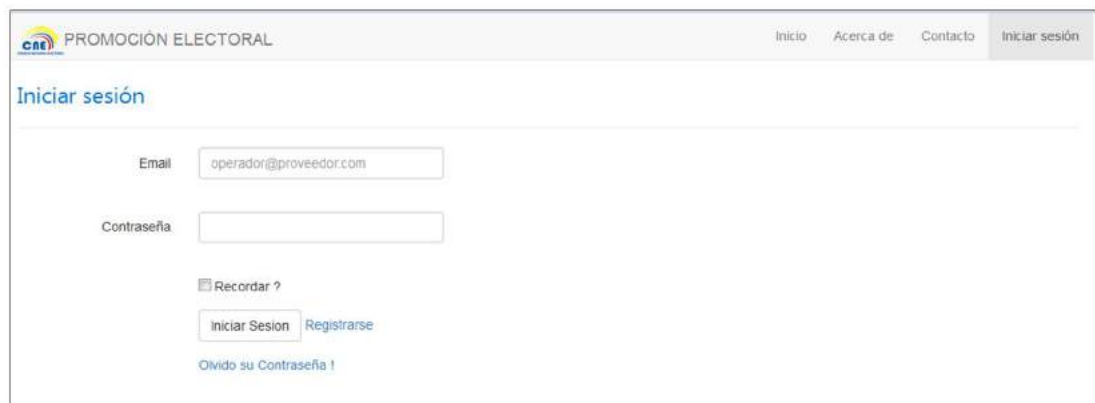 CNE PROMOCIÓN ELECTORAL Inicio Acerca de Contacto Iniciar sesión
Iniciar sesión
Email operador@proveedor.com
Contraseña
Recordar ?
Iniciar Sesion Registrarse
Olvido su Contraseña !